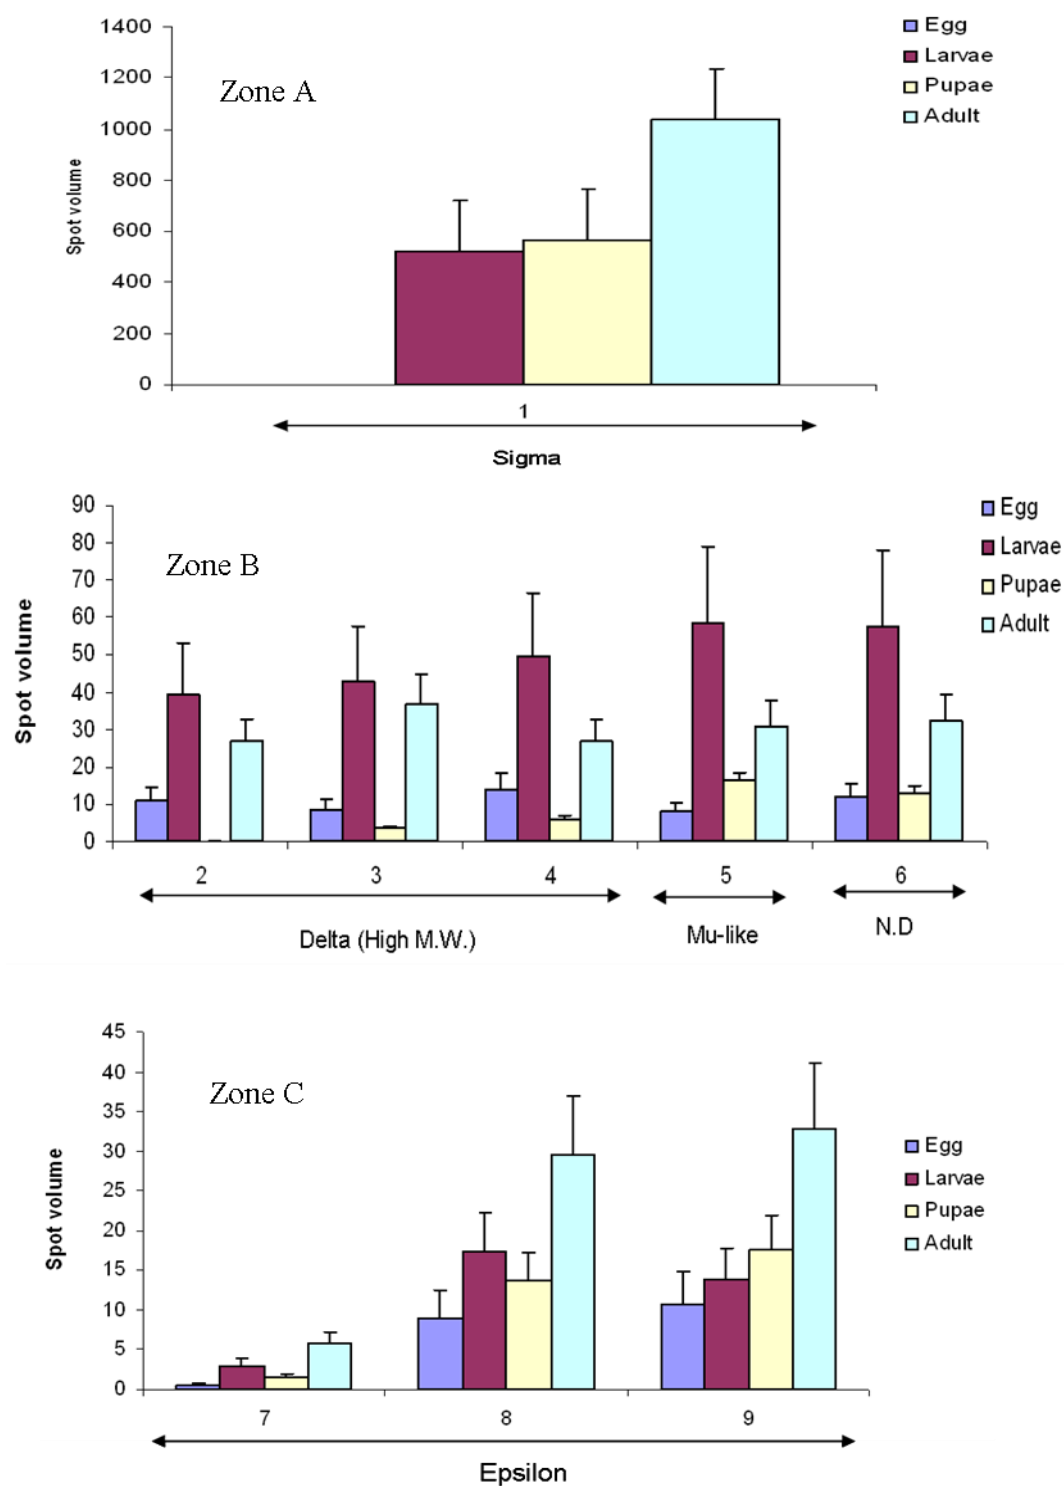 1400
1200
1000
800
600
400
200
0
Spot volume
Zone A
Egg
Larvae
Pupae
Adult
1
Sigma
90
80
70
60
50
40
30
20
10
0
Spot volume
Zone B
Egg
Larvae
Pupae
Adult
2 3 4 5 6
Delta (High M.W.) Mu-like N.D
45
40
35
30
25
20
15
10
5
0
Spot volume
Zone C
Egg
Larvae
Pupae
Adult
7 8 9
Epsilon